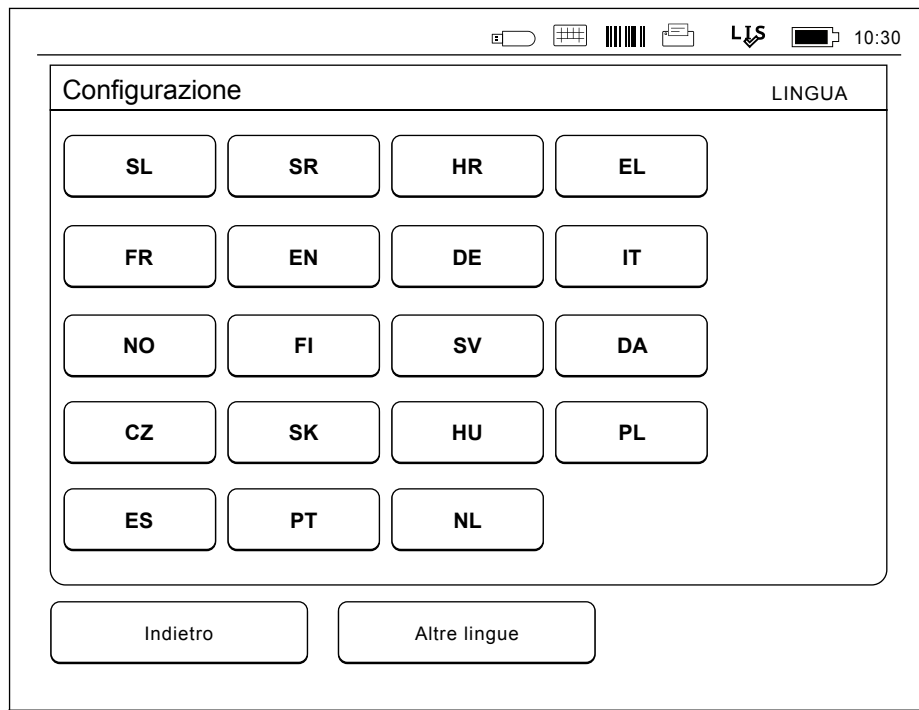 LIS 10:30
Configurazione LINGUA
SL SR HR EL
FR EN DE IT
NO FI SV DA
CZ SK HU PL
ES PT NL
Indietro Altre lingue